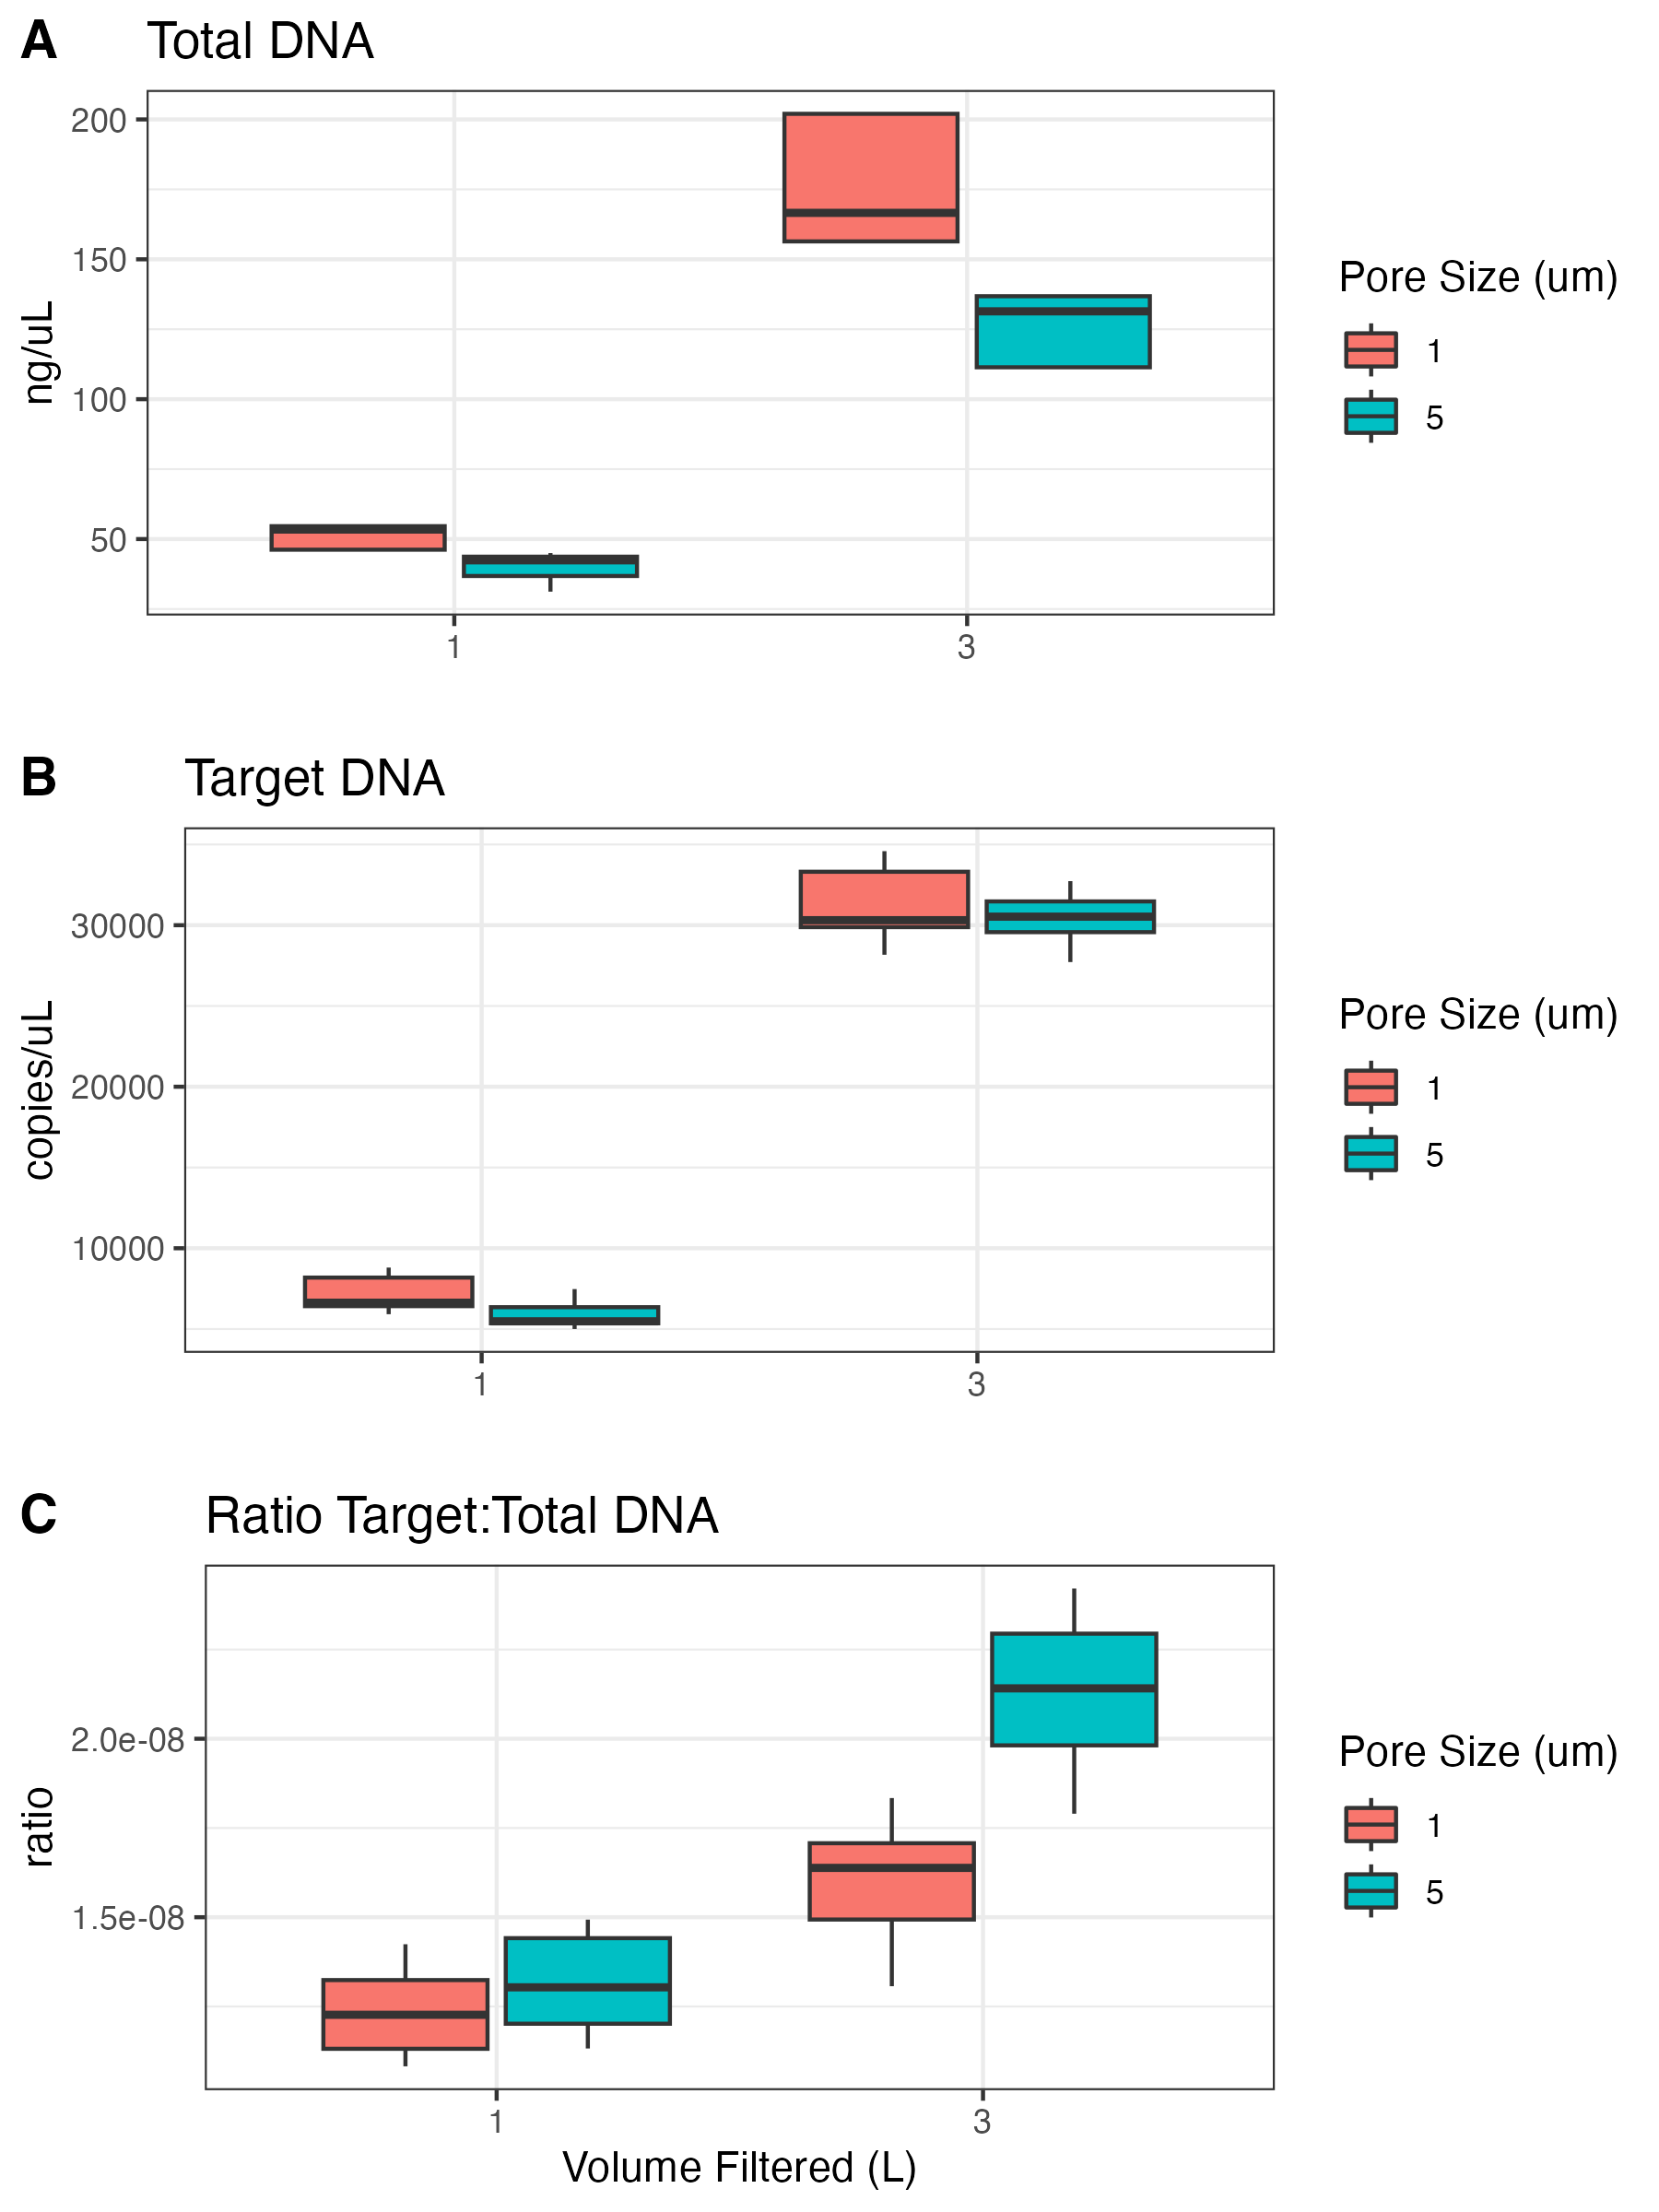 A Total DNA
200
150
100
50
ng/uL
1 3
Pore Size (um)
1
5
B Target DNA
30000
20000
10000
copies/uL
1 3
Pore Size (um)
1
5
C Ratio Target:Total DNA
2.0e-08
1.5e-08
ratio
1 3
Volume Filtered (L)
Pore Size (um)
1
5